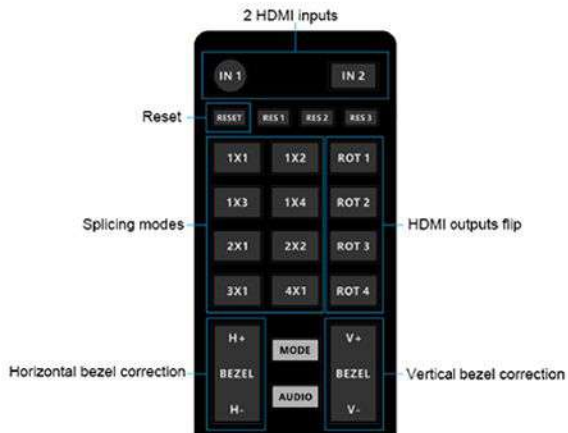 2 HDMI inputs
IN 1 IN 2
Reset RESET RES 1 RES 2 RES 3
1X1 1X2 ROT 1
1X3 1X4 ROT 2
Splicing modes HDMI outputs flip
2X1 2X2 ROT 3
3X1 4X1 ROT 4
H+ V+
MODE
Horizontal bezel correction BEZEL BEZEL Vertical bezel correction
AUDIO
H- V-